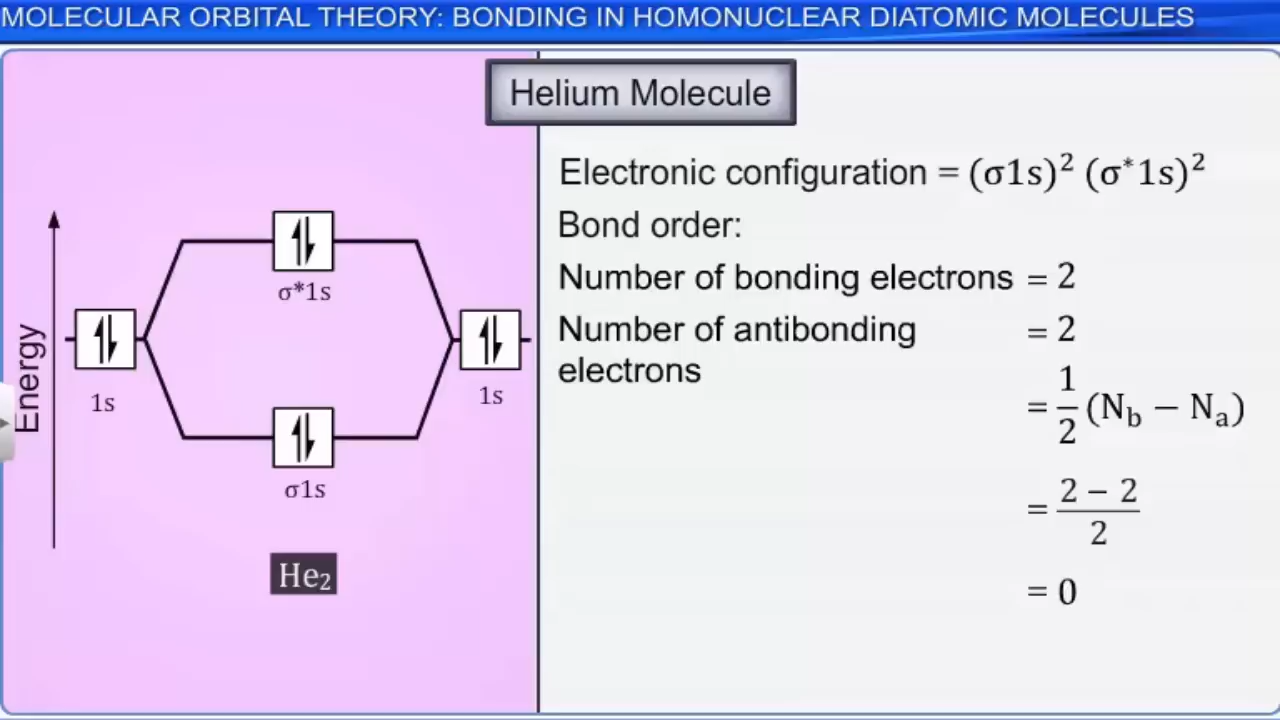 MOLECULAR ORBITAL THEORY: BONDING IN HOMONUCLEAR DIATOMIC MOLECULES
Helium Molecule
Energy
σ*1s
1s
1s
σ1s
He₂
Electronic configuration = (σ1s)² (σ*1s)²
Bond order:
Number of bonding electrons = 2
Number of antibonding = 2
electrons
= 1/2 (N_b − N_a)
= (2 − 2)/2
= 0